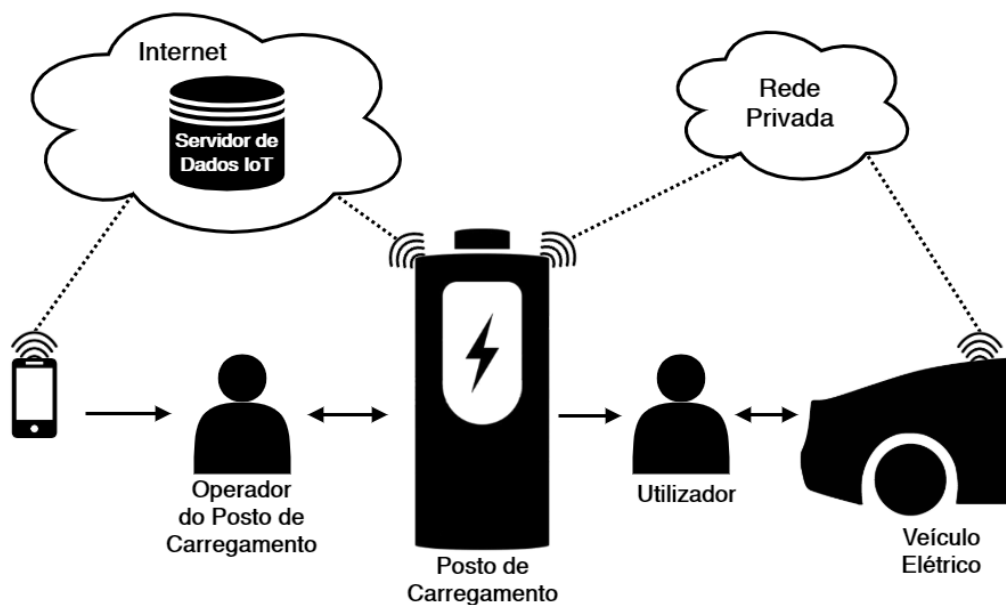 Internet
Servidor de
Dados IoT
Rede
Privada
Operador
do Posto de
Carregamento
Posto de
Carregamento
Utilizador
Veículo
Elétrico